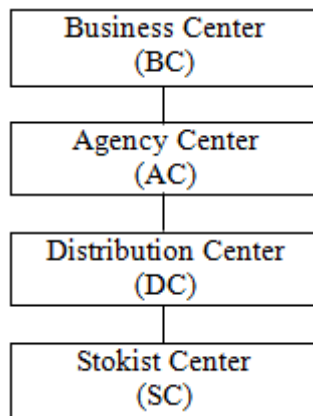 Business Center
(BC)
Agency Center
(AC)
Distribution Center
(DC)
Stokist Center
(SC)